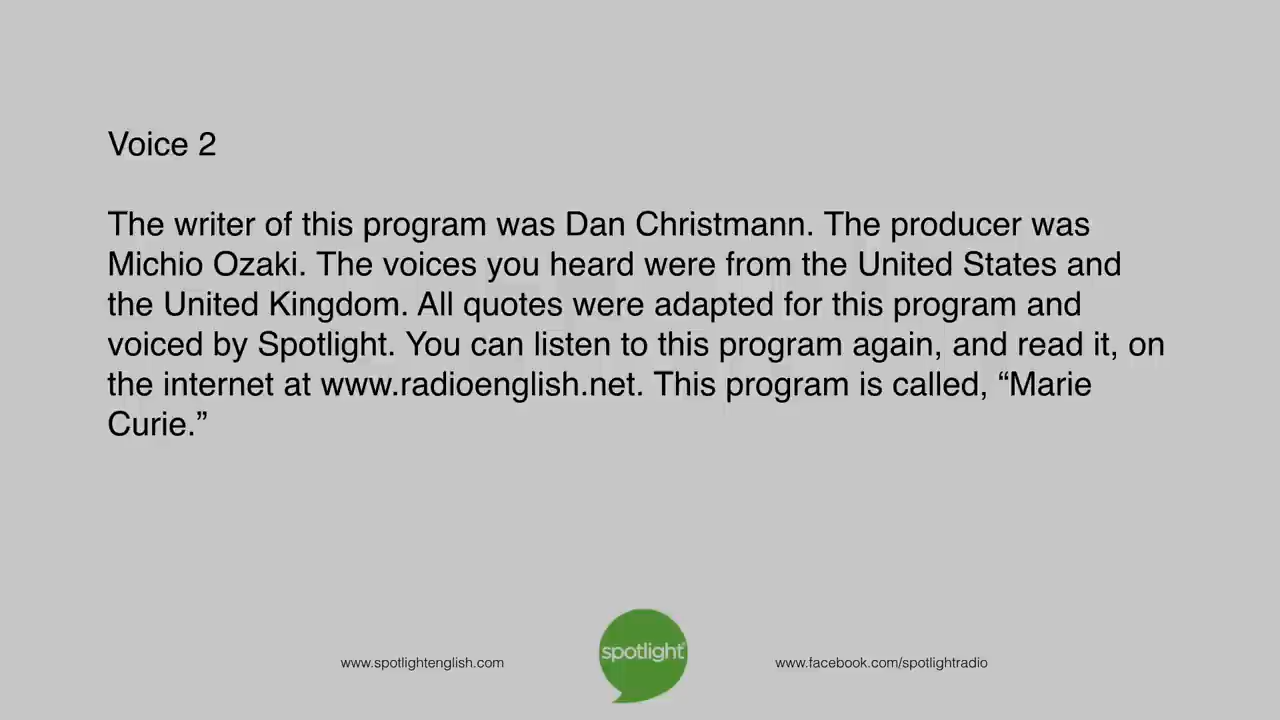 Voice 2
The writer of this program was Dan Christmann. The producer was
Michio Ozaki. The voices you heard were from the United States and
the United Kingdom. All quotes were adapted for this program and
voiced by Spotlight. You can listen to this program again, and read it, on
the internet at www.radioenglish.net. This program is called, “Marie
Curie.”
www.spotlightenglish.com
spotlight
www.facebook.com/spotlightradio